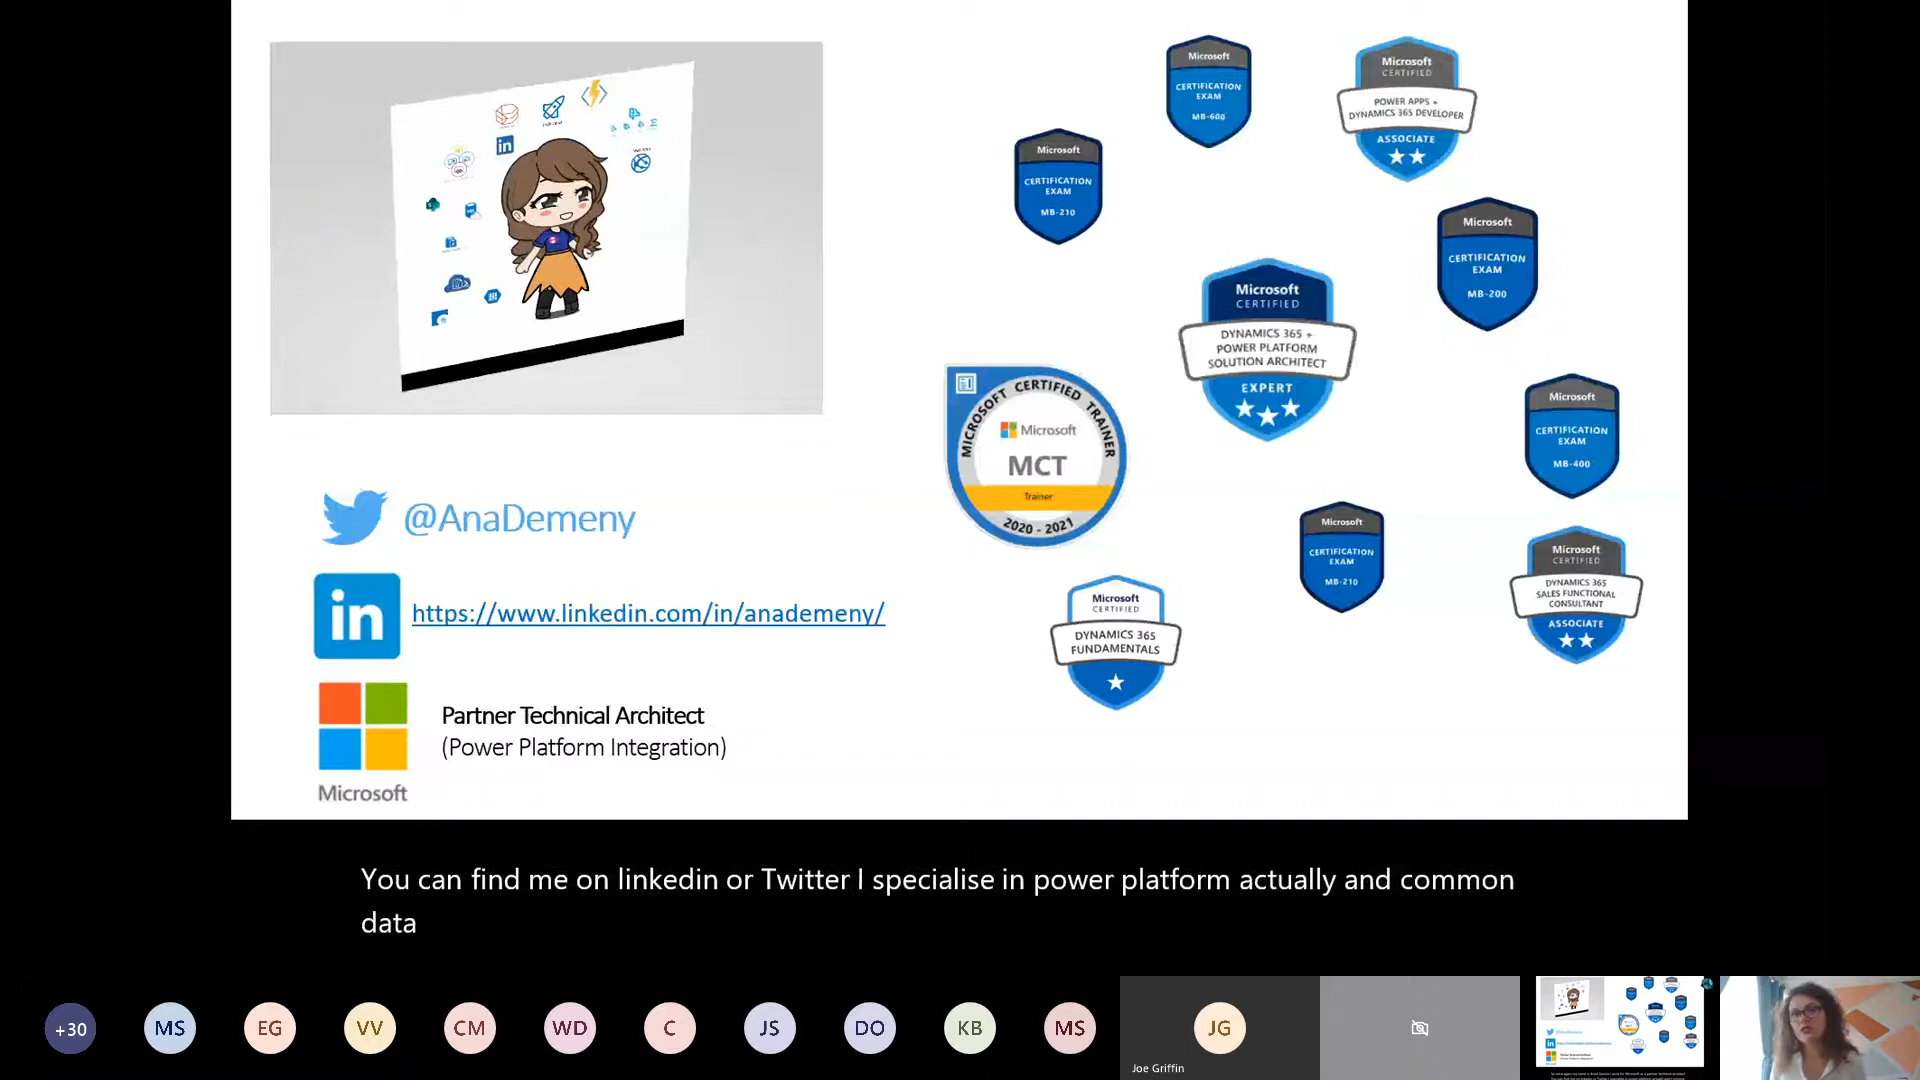 in
@AnaDemeny
in
https://www.linkedin.com/in/anademeny/
Partner Technical Architect
(Power Platform Integration)
Microsoft
Microsoft
CERTIFICATION
EXAM
MB-600
Microsoft
CERTIFIED
POWER APPS +
DYNAMICS 365 DEVELOPER
ASSOCIATE
Microsoft
CERTIFICATION
EXAM
MB-210
Microsoft
CERTIFICATION
EXAM
MB-200
Microsoft
CERTIFIED
DYNAMICS 365 +
POWER PLATFORM
SOLUTION ARCHITECT
EXPERT
MICROSOFT CERTIFIED TRAINER
Microsoft
MCT
Trainer
2020 - 2021
Microsoft
CERTIFICATION
EXAM
MB-400
Microsoft
CERTIFICATION
EXAM
MB-210
Microsoft
CERTIFIED
DYNAMICS 365
SALES FUNCTIONAL
CONSULTANT
ASSOCIATE
Microsoft
CERTIFIED
DYNAMICS 365
FUNDAMENTALS
You can find me on linkedin or Twitter I specialise in power platform actually and common
data
+30
MS
EG
VV
CM
WD
C
JS
DO
KB
MS
JG
Joe Griffin